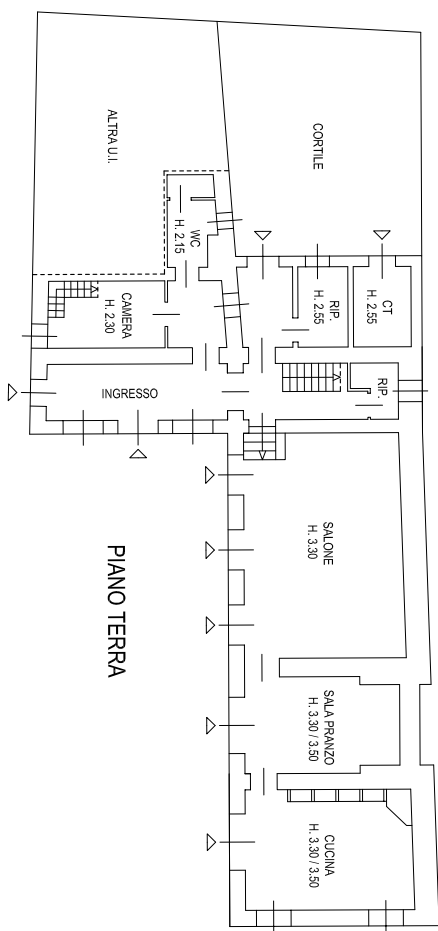 ALTRA U.I.
CORTILE
WC
H. 2.15
CAMERA
H. 2.30
RIP.
H. 2.55
CT
H. 2.55
RIP.
INGRESSO
SALONE
H. 3.30
PIANO TERRA
SALA PRANZO
H. 3.30 / 3.50
CUCINA
H. 3.30 / 3.50